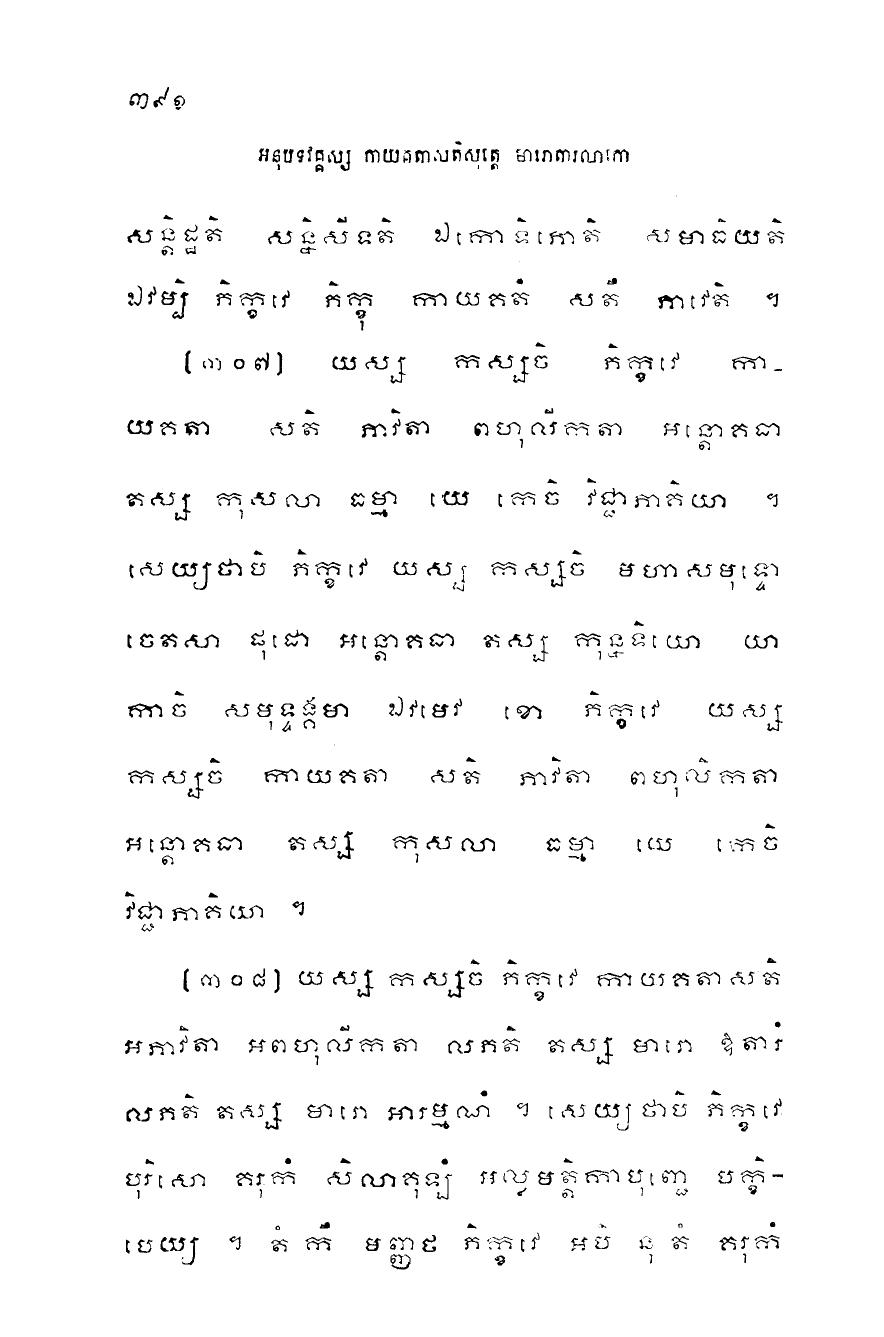 ៣៩១
អនុបទវគ្គស្ស កាយគតាសតិសុត្តេ មារោតារណកោ
សន្តិដ្ឋតិ សន្និសីទតិ ឯកោទិភោតិ សមាធិយតិ
ឯវម្បិ ភិក្ខវេ ភិក្ខុ កាយគតំ សតឹ ភាវេតិ ។
(៣០៧) យស្ស កស្សចិ ភិក្ខវេ កា-
យគតា សតិ ភាវិតា ពហុលីកតា អន្តោគធា
តស្ស កុសលា ធម្មា យេ កេចិ វិជ្ជាភាគិយា ។
សេយ្យថាបិ ភិក្ខវេ យស្ស កស្សចិ មហាសមុទ្ទោ
ចេតសា ផុដោ អន្តោគធា តស្ស កុន្នទិយោ យា
កាចិ សមុទ្ទង្គមា ឯវមេវ ខោ ភិក្ខវេ យស្ស
កស្សចិ កាយគតា សតិ ភាវិតា ពហុលិកតា
អន្តោគធា តស្ស កុសលា ធម្មា យេ កេចិ
វិជ្ជាភាគិយា ។
(៣០៨) យស្ស កស្សចិ ភិក្ខវេ កាយគតាសតិ
អភាវិតា អពហុលីកតា លភតិ តស្ស មារោ ឱតារំ
លភតិ តស្ស មារោ អារម្មណំ ។ សេយ្យថាបិ ភិក្ខវេ
បុរិសោ គរុកំ សិលាគុឡំ អល្លមត្តិកាបុញ្ជេ បក្ខិ-
បេយ្យ ។ តំ កឹ មញ្ញថ ភិក្ខវេ អបិ នុ តំ គរុកំ